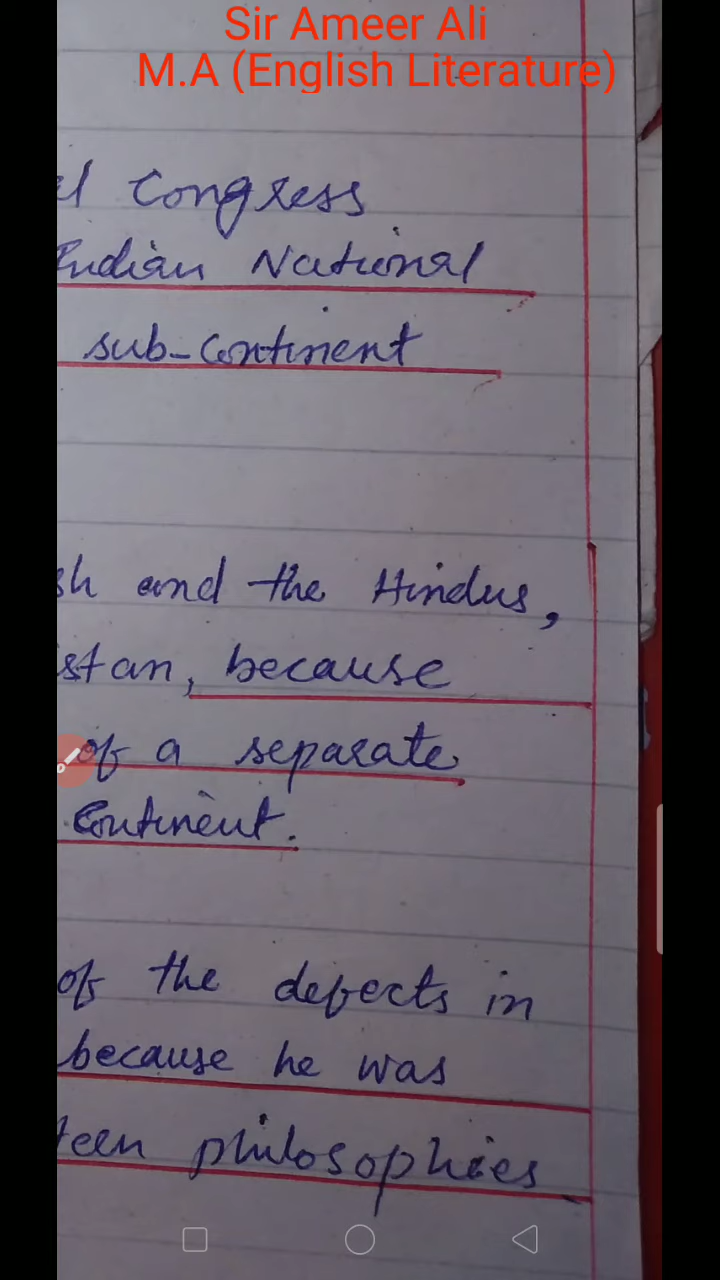 Sir Ameer Ali
M.A (English Literature)
Congress
Indian National
sub-continent
and the Hindus,
because
of a separate
continent.
of the defects in
because he was
philosophies